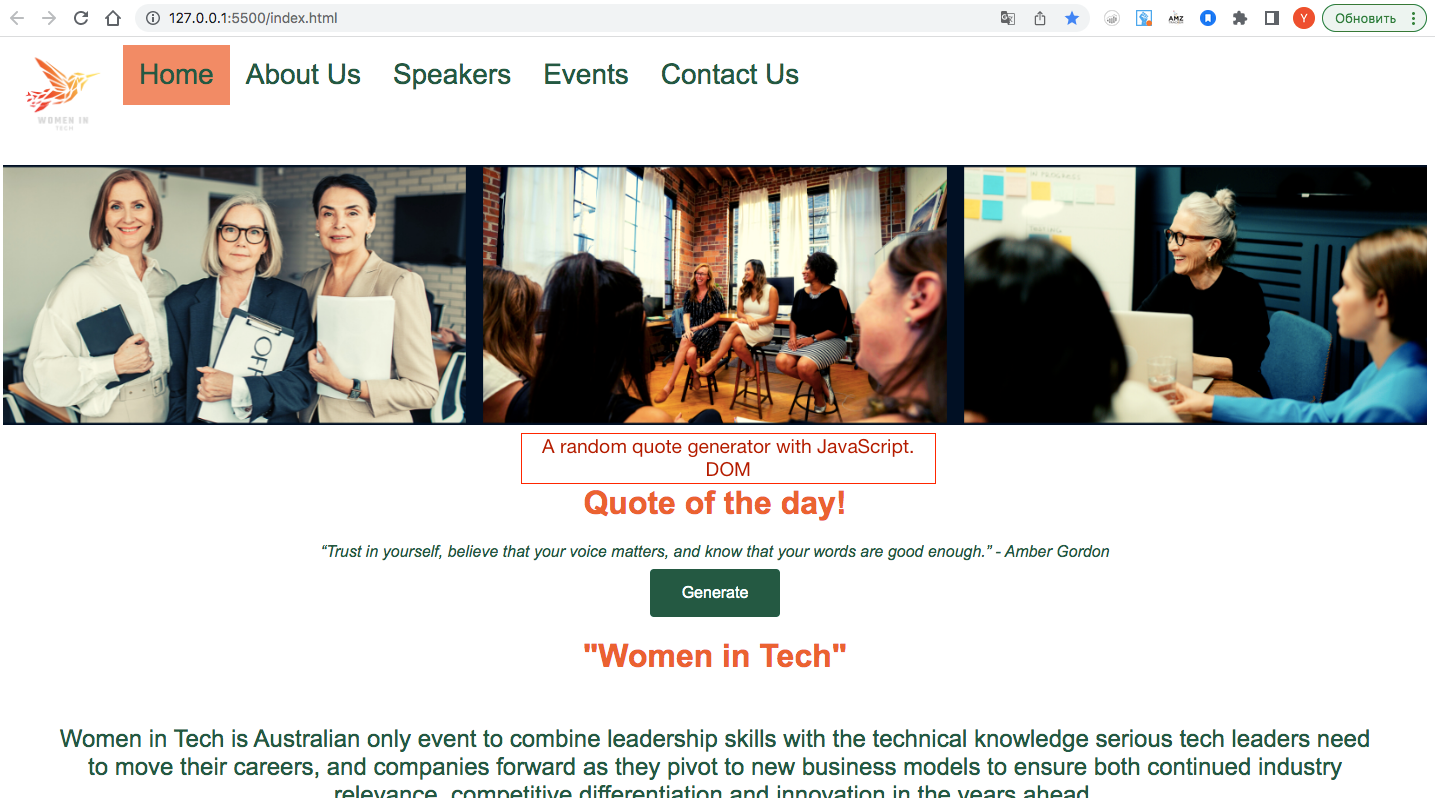 127.0.0.1:5500/index.html
AMZ
Y
Обновить
WOMEN IN
TECH
Home About Us Speakers Events Contact Us
A random quote generator with JavaScript.
DOM
Quote of the day!
“Trust in yourself, believe that your voice matters, and know that your words are good enough.” - Amber Gordon
Generate
"Women in Tech"
Women in Tech is Australian only event to combine leadership skills with the technical knowledge serious tech leaders need
to move their careers, and companies forward as they pivot to new business models to ensure both continued industry
relevance, competitive differentiation and innovation in the years ahead